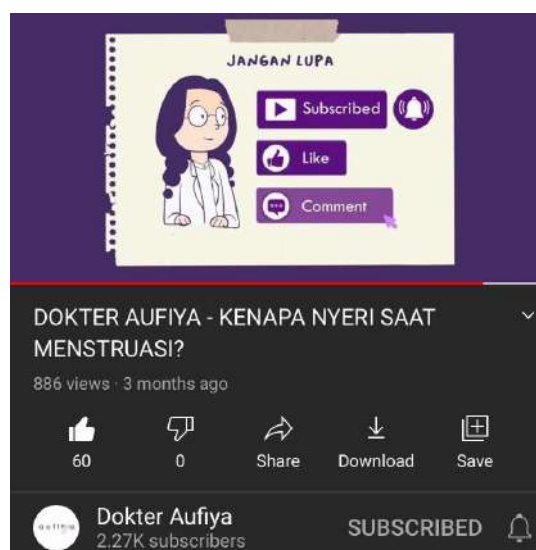 JANGAN LUPA
Subscribed
Like
Comment
DOKTER AUFIYA - KENAPA NYERI SAAT
MENSTRUASI?
886 views · 3 months ago
60
0
Share
Download
Save
aufiya
Dokter Aufiya
2.27K subscribers
SUBSCRIBED